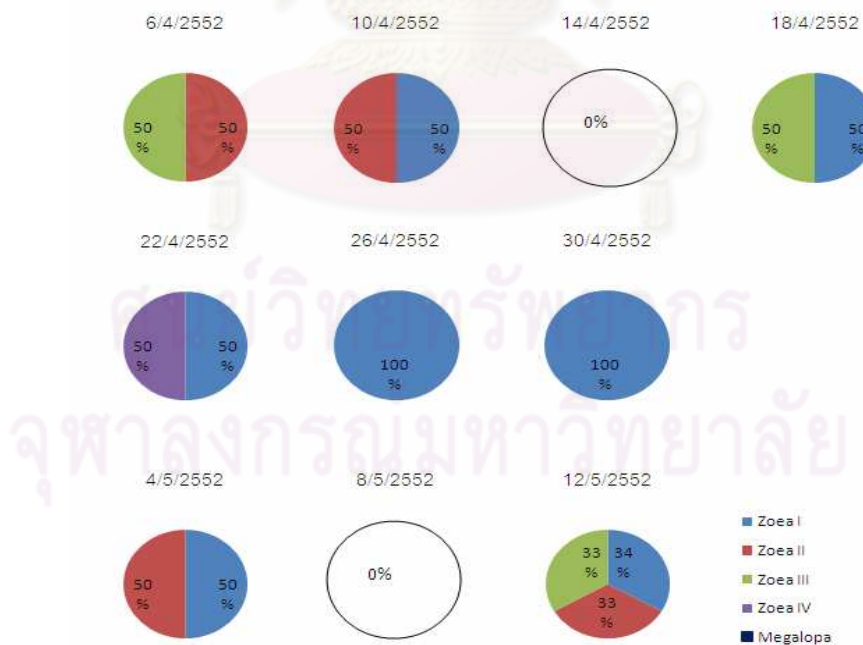 6/4/2552 10/4/2552 14/4/2552 18/4/2552
50 % 50 % 50 % 50 % 0% 50 % 50 %
22/4/2552 26/4/2552 30/4/2552
50 % 50 % 100 % 100 %
ศูนย์วิทยทรัพยากร
จุฬาลงกรณ์มหาวิทยาลัย
4/5/2552 8/5/2552 12/5/2552
50 % 50 % 0% 33 % 34 % 33 %
Zoea I
Zoea II
Zoea III
Zoea IV
Megalopa